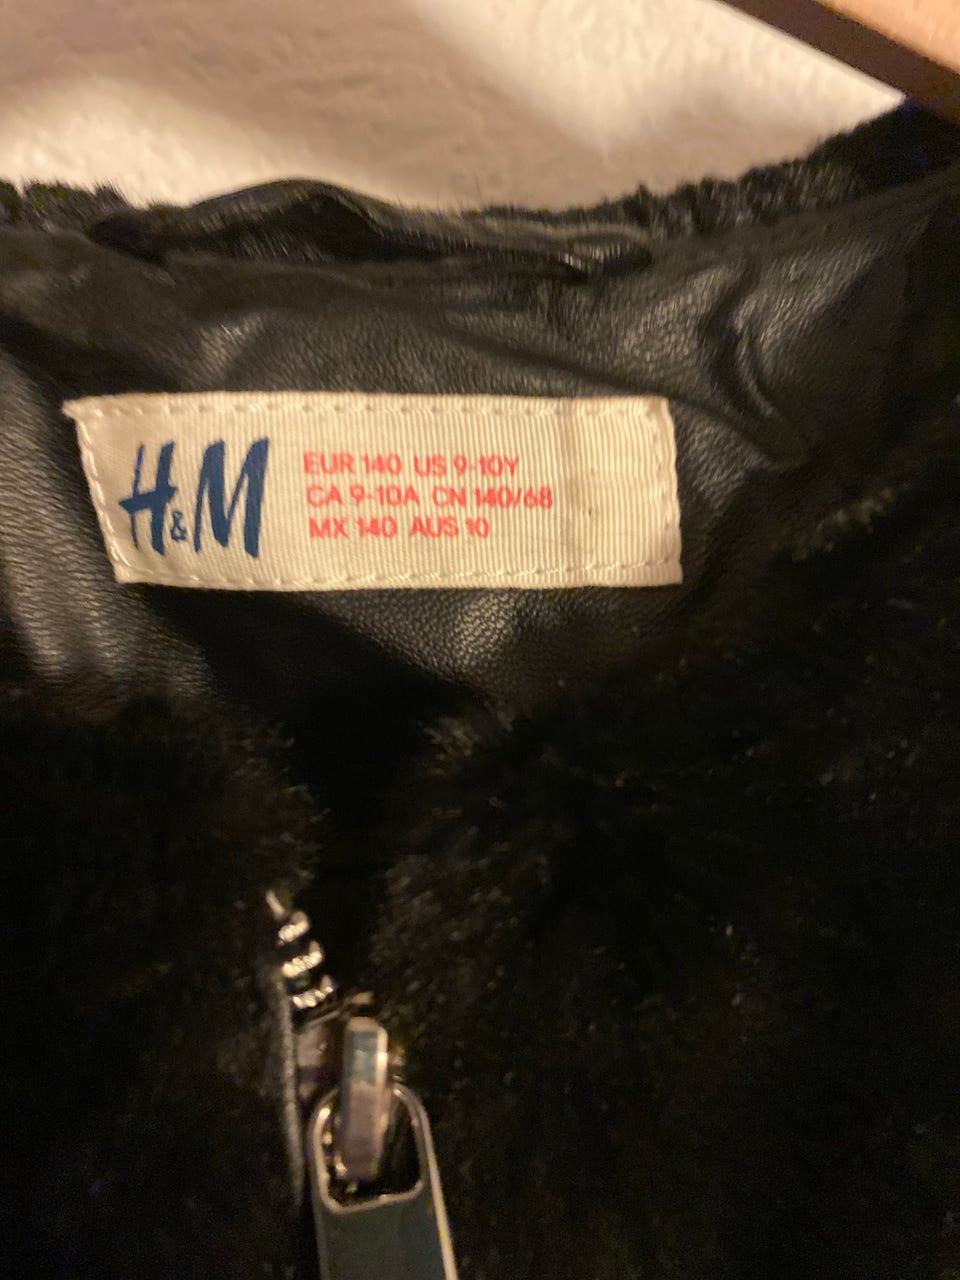 H&M
EUR 140 US 9-10Y
CA 9-10A CN 140/68
MX 140 AUS 10